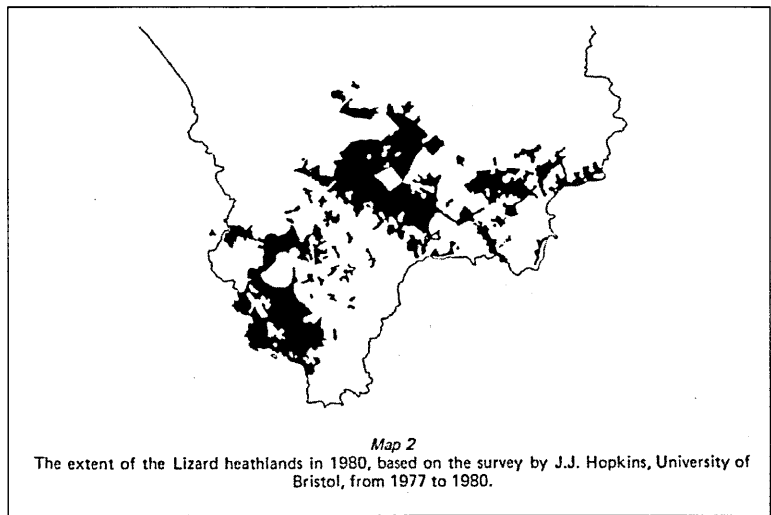 Map 2
The extent of the Lizard heathlands in 1980, based on the survey by J.J. Hopkins, University of
Bristol, from 1977 to 1980.